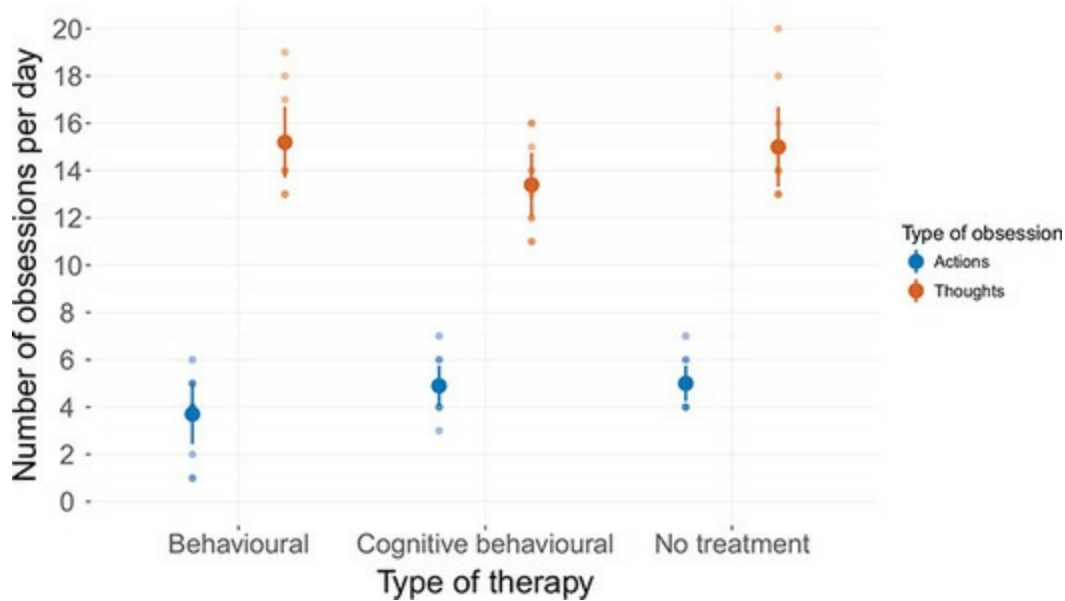 Number of obsessions per day
20
18
16
14
12
10
8
6
4
2
0
Behavioural
Cognitive behavioural
No treatment
Type of therapy
Type of obsession
Actions
Thoughts